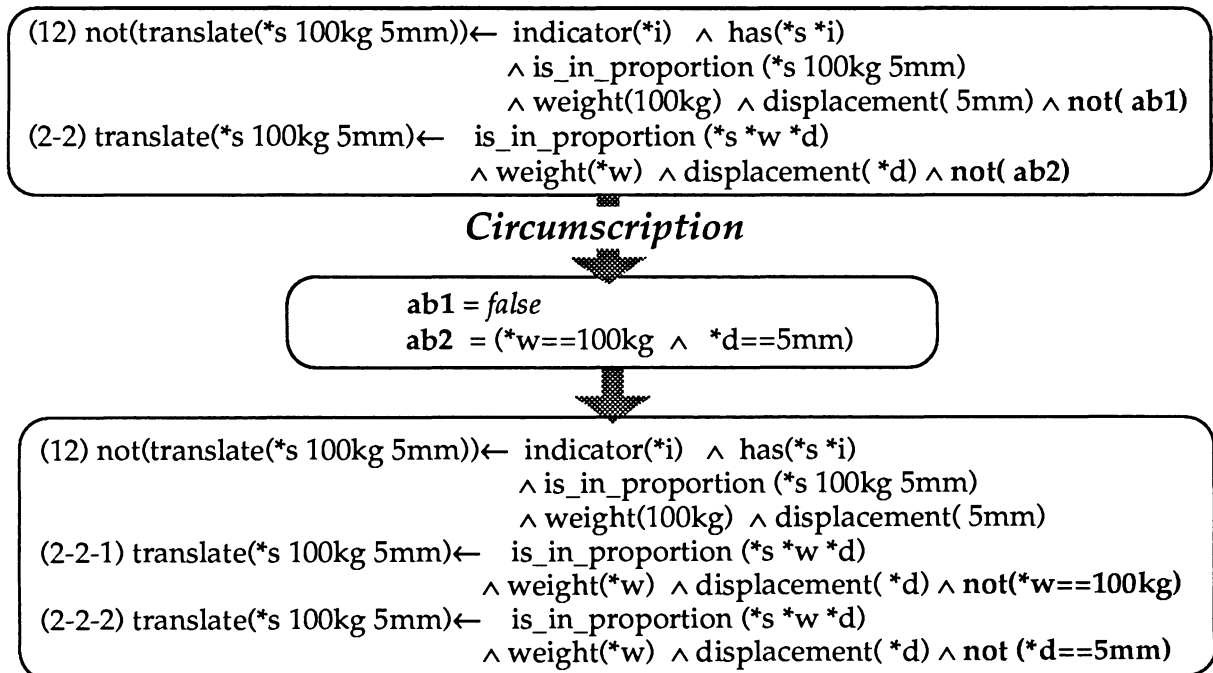 (12) not(translate(*s 100kg 5mm))← indicator(*i) ∧ has(*s *i)
∧ is_in_proportion (*s 100kg 5mm)
∧ weight(100kg) ∧ displacement( 5mm) ∧ not( ab1)
(2-2) translate(*s 100kg 5mm)← is_in_proportion (*s *w *d)
∧ weight(*w) ∧ displacement( *d) ∧ not( ab2)
Circumscription
ab1 = false
ab2 = (*w==100kg ∧ *d==5mm)
(12) not(translate(*s 100kg 5mm))← indicator(*i) ∧ has(*s *i)
∧ is_in_proportion (*s 100kg 5mm)
∧ weight(100kg) ∧ displacement( 5mm)
(2-2-1) translate(*s 100kg 5mm)← is_in_proportion (*s *w *d)
∧ weight(*w) ∧ displacement( *d) ∧ not(*w==100kg)
(2-2-2) translate(*s 100kg 5mm)← is_in_proportion (*s *w *d)
∧ weight(*w) ∧ displacement( *d) ∧ not (*d==5mm)